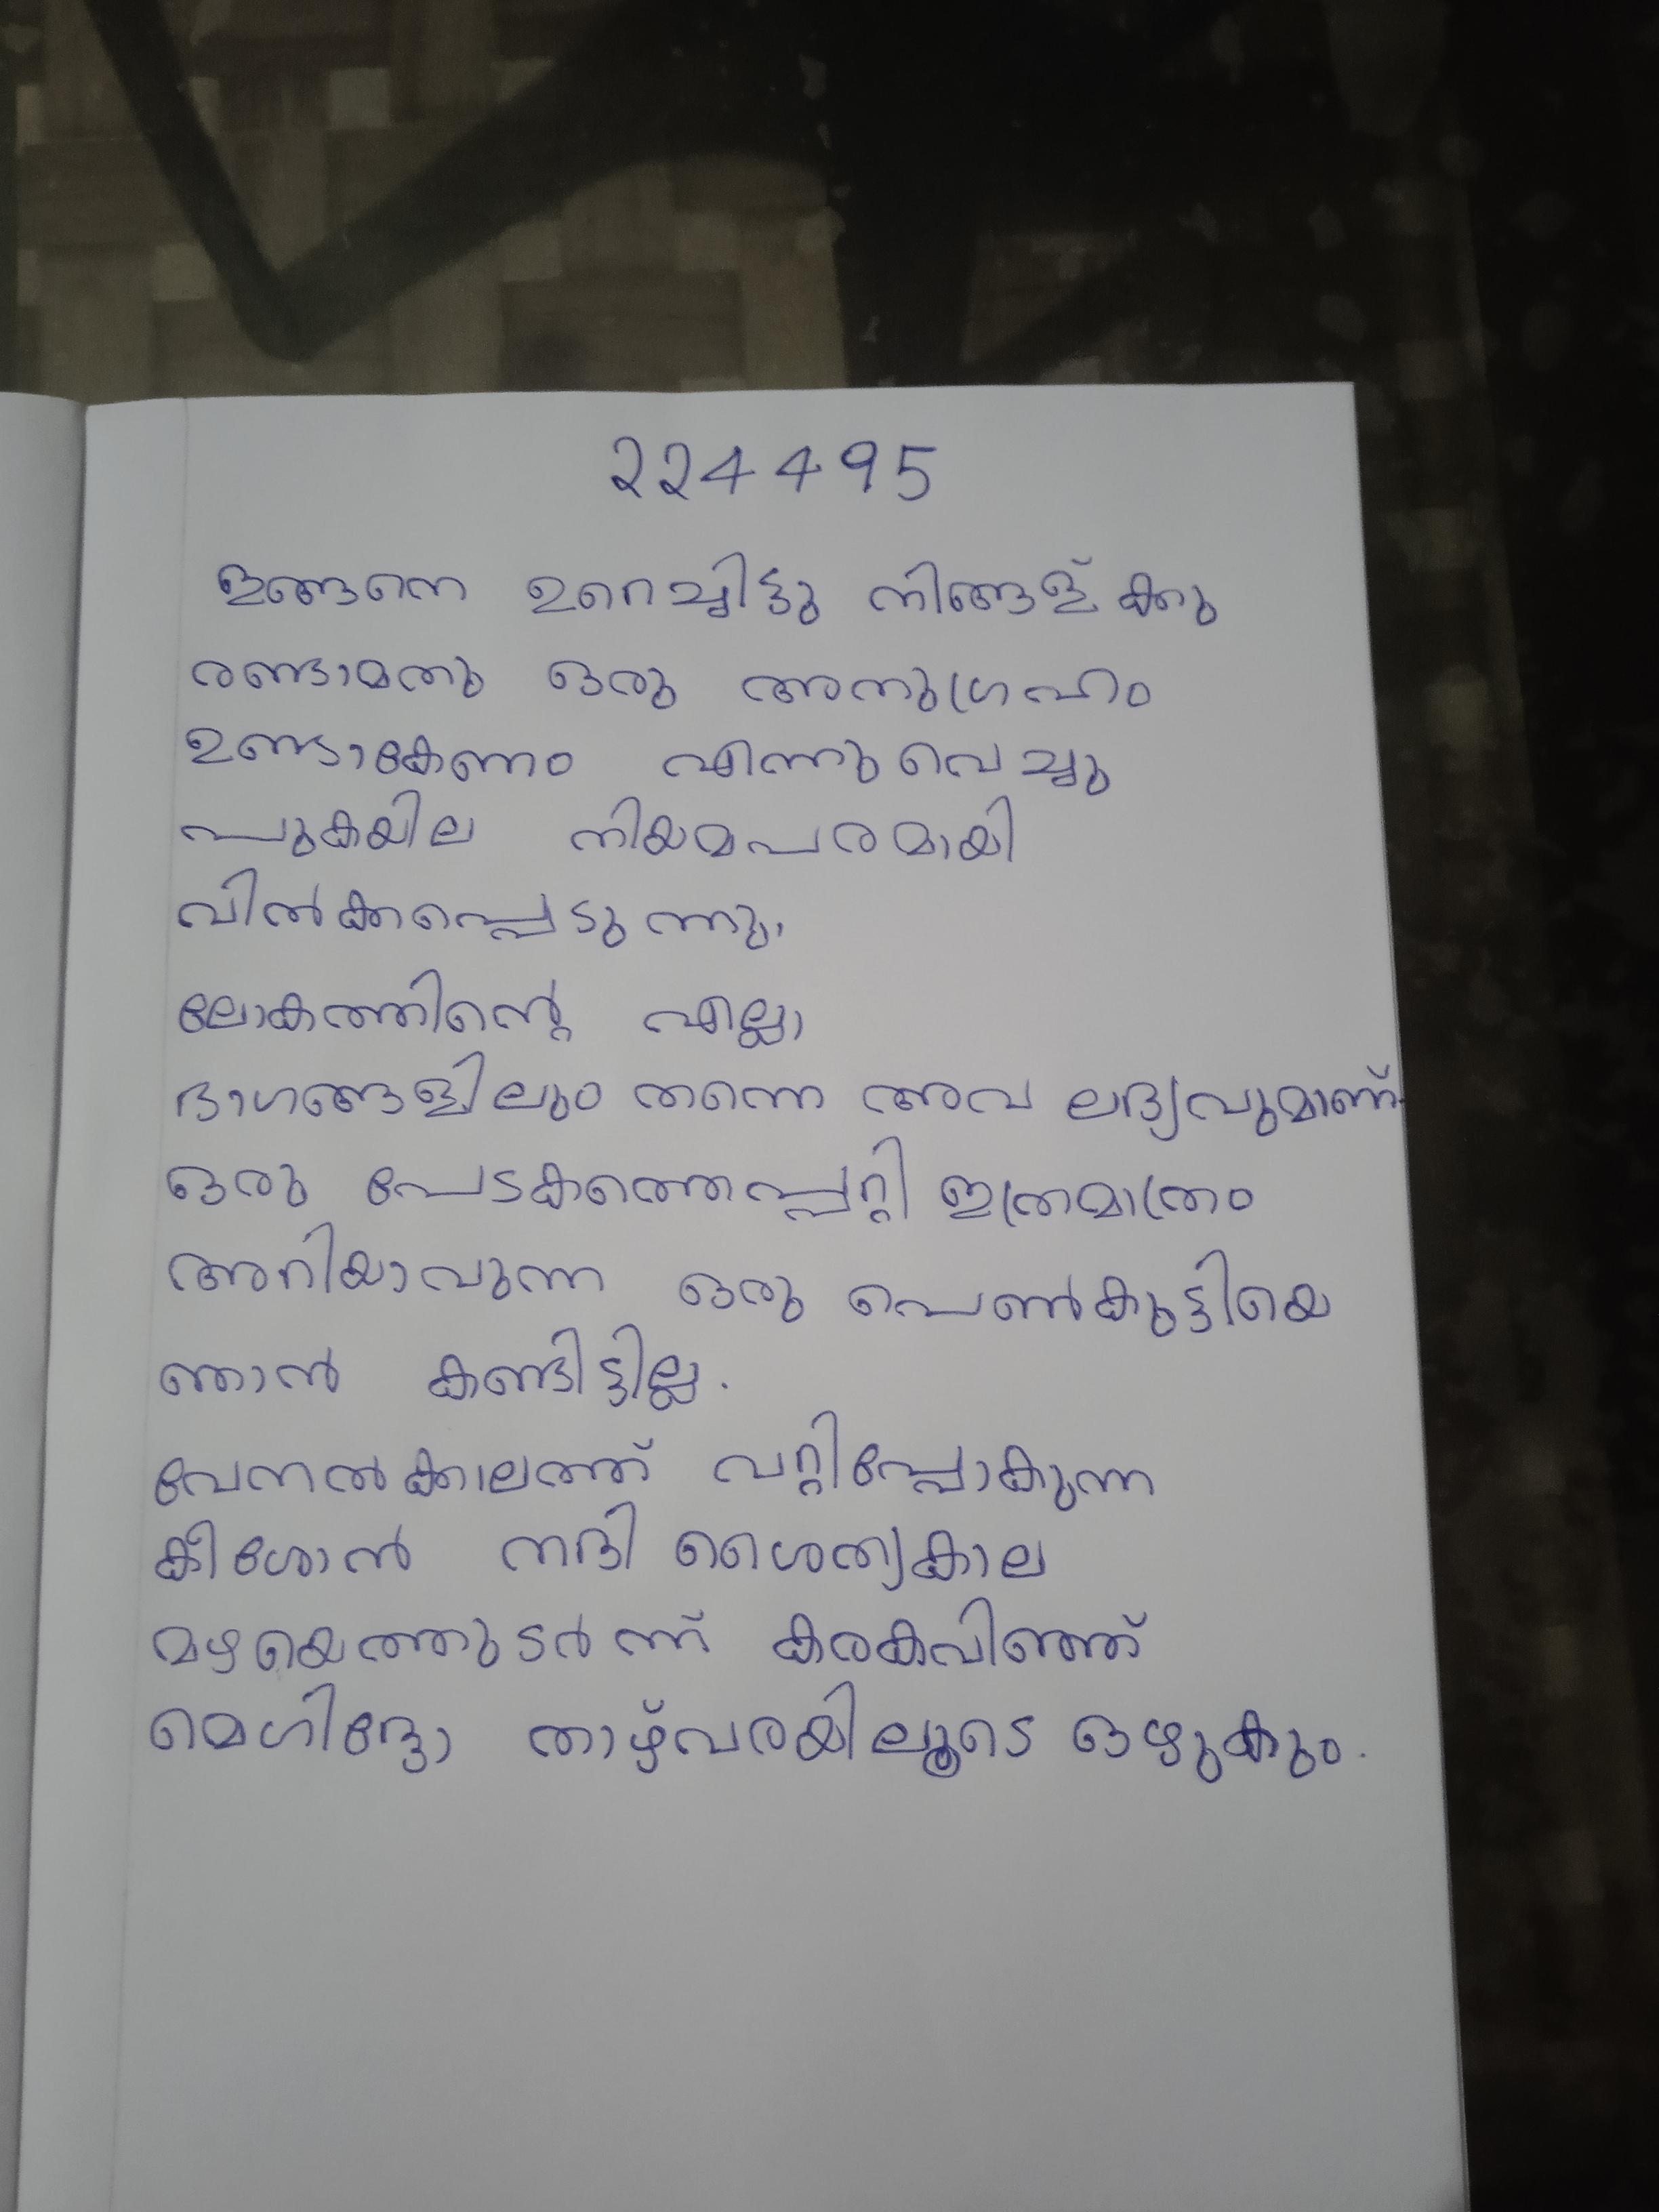 224495
ഇങ്ങനെ ഉറെച്ചിട്ടു നിങ്ങള്ക്കു
രണ്ടാമതു ഒരു അനുഗ്രഹം
ഉണ്ടാകേണം എന്നുവെച്ചു
പുകയില നിയമപരമായി
വിൽക്കപ്പെടുന്നു,
ലോകത്തിന്റെ എല്ലാ
ഭാഗങ്ങളിലും തന്നെ അവ ലഭ്യവുമാണ്
ഒരു പേടകത്തെപ്പറ്റി ഇത്രമാത്രം
അറിയാവുന്ന ഒരു പെൺകുട്ടിയെ
ഞാൻ കണ്ടിട്ടില്ല.
വേനൽക്കാലത്ത് വറ്റിപ്പോകുന്ന
കീശോൻ നദി ശൈത്യകാല
മഴയെത്തുടർന്ന് കരകവിഞ്ഞ്
മെഗിദ്ദോ താഴ്വരയിലൂടെ ഒഴുകും.